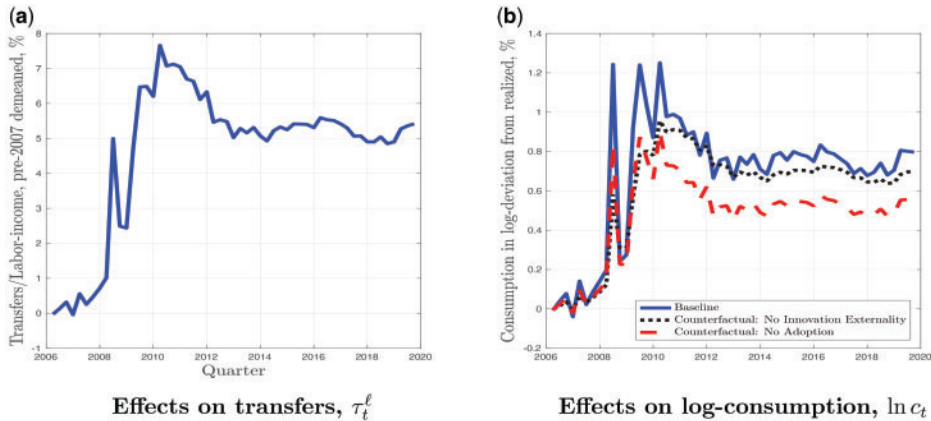 (a)
Transfers/Labor-income, pre-2007 demeaned, %
8
7
6
5
4
3
2
1
0
-1
2006 2008 2010 2012 2014 2016 2018 2020
Quarter
Effects on transfers, τ_t^ℓ
(b)
Consumption in log-deviation from realized, %
1.4
1.2
1
0.8
0.6
0.4
0.2
0
-0.2
Baseline
Counterfactual: No Innovation Externality
Counterfactual: No Adoption
2006 2008 2010 2012 2014 2016 2018 2020
Effects on log-consumption, ln c_t